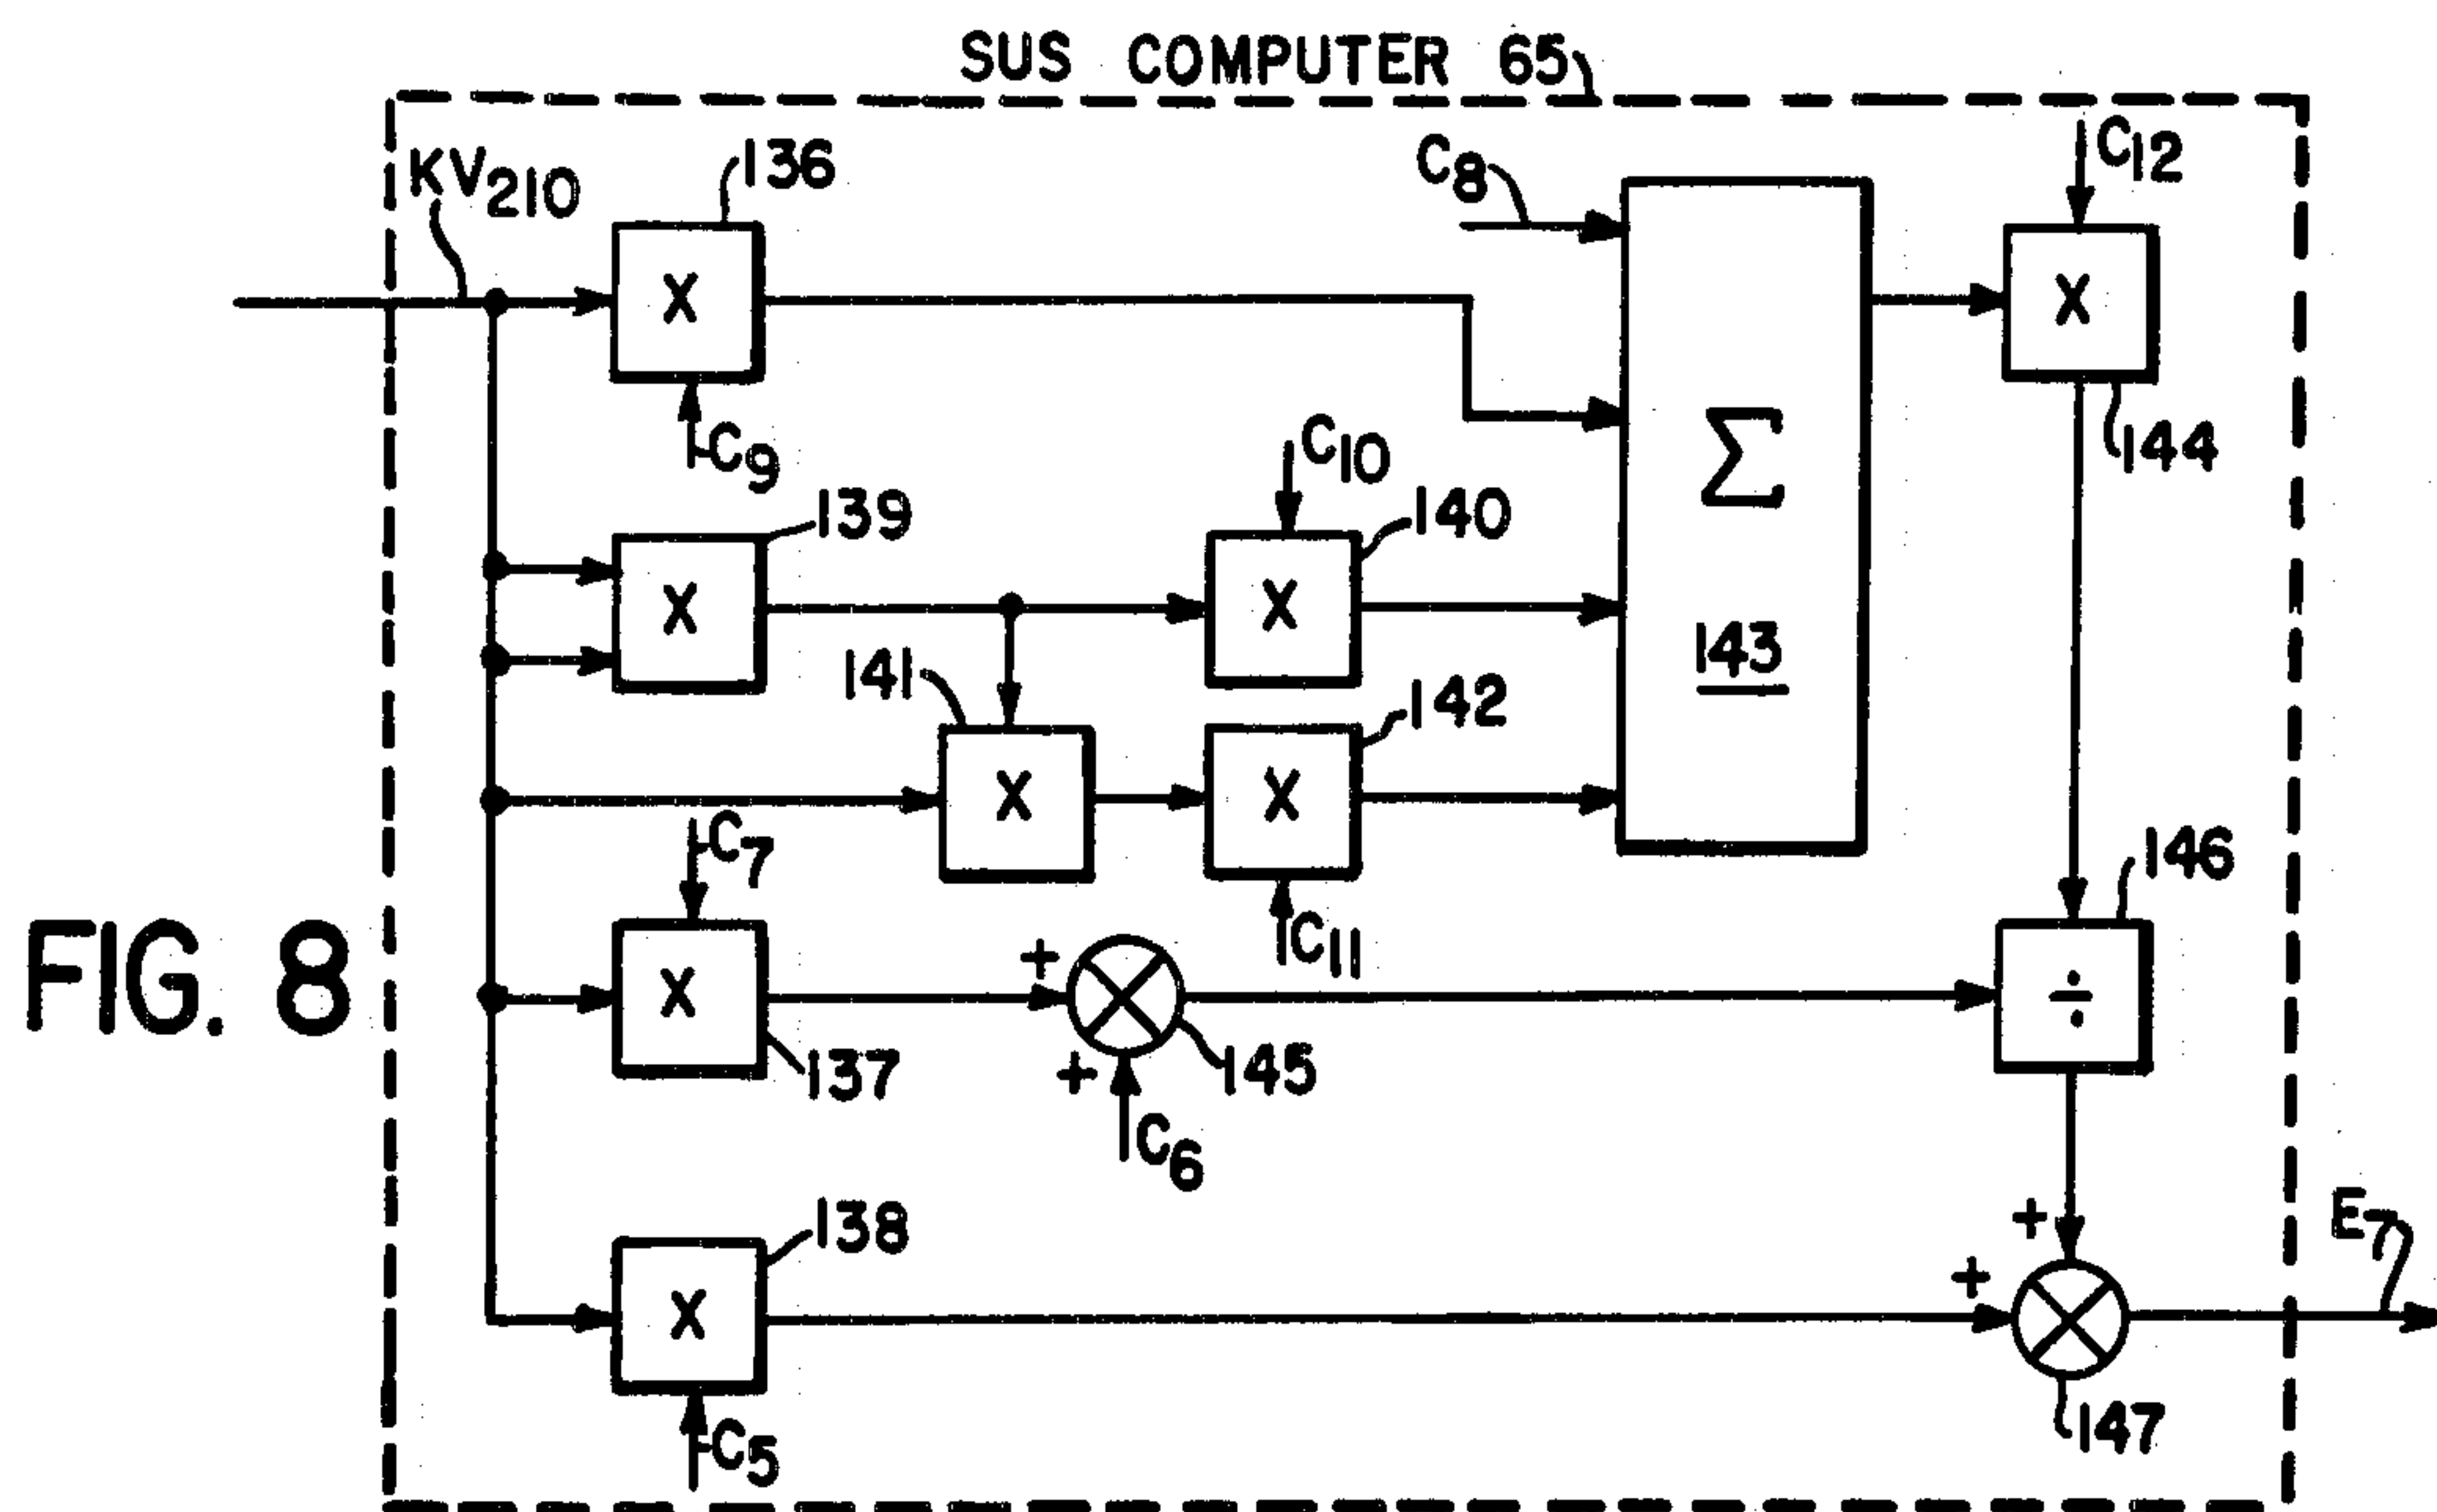 SUS COMPUTER 65
KV210
136
C8
C12
X
X
C9
C10
144
139
140
Σ
X
X
143
141
142
X
X
C7
146
C11
FIG. 8
X
+
÷
137
+
145
C6
138
+
E7
X
+
147
C5